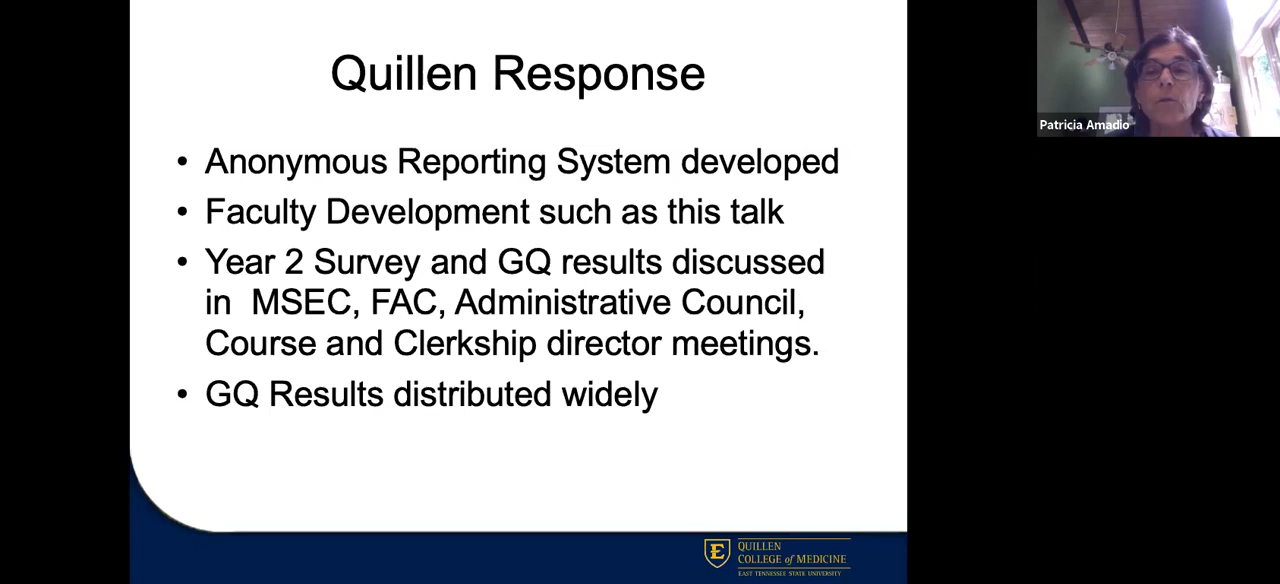 Quillen Response
• Anonymous Reporting System developed
• Faculty Development such as this talk
• Year 2 Survey and GQ results discussed
in MSEC, FAC, Administrative Council,
Course and Clerkship director meetings.
• GQ Results distributed widely
Patricia Amadio
E
QUILLEN
COLLEGE of MEDICINE
EAST TENNESSEE STATE UNIVERSITY